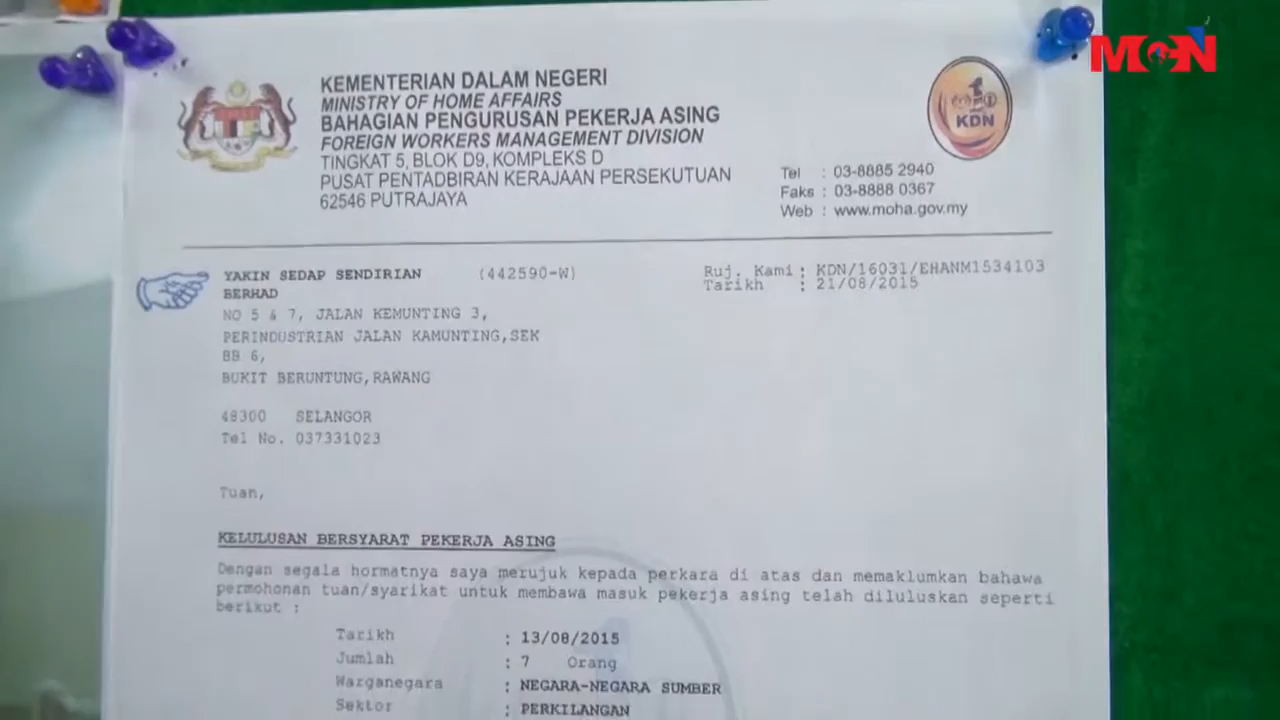 MGN
KEMENTERIAN DALAM NEGERI
MINISTRY OF HOME AFFAIRS
BAHAGIAN PENGURUSAN PEKERJA ASING
FOREIGN WORKERS MANAGEMENT DIVISION
TINGKAT 5, BLOK D9, KOMPLEKS D
PUSAT PENTADBIRAN KERAJAAN PERSEKUTUAN
62546 PUTRAJAYA
1
KDN
Tel : 03-8885 2940
Faks : 03-8888 0367
Web : www.moha.gov.my
YAKIN SEDAP SENDIRIAN (442590-W)
BERHAD
NO 5 & 7, JALAN KEMUNTING 3,
PERINDUSTRIAN JALAN KAMUNTING,SEK
BB 6,
BUKIT BERUNTUNG,RAWANG
48300 SELANGOR
Tel No. 037331023
Ruj. Kami : KDN/16031/EHANM1534103
Tarikh : 21/08/2015
Tuan,
KELULUSAN BERSYARAT PEKERJA ASING
Dengan segala hormatnya saya merujuk kepada perkara di atas dan memaklumkan bahawa
permohonan tuan/syarikat untuk membawa masuk pekerja asing telah diluluskan seperti
berikut :
Tarikh : 13/08/2015
Jumlah : 7 Orang
Warganegara : NEGARA-NEGARA SUMBER
Sektor : PERKILANGAN